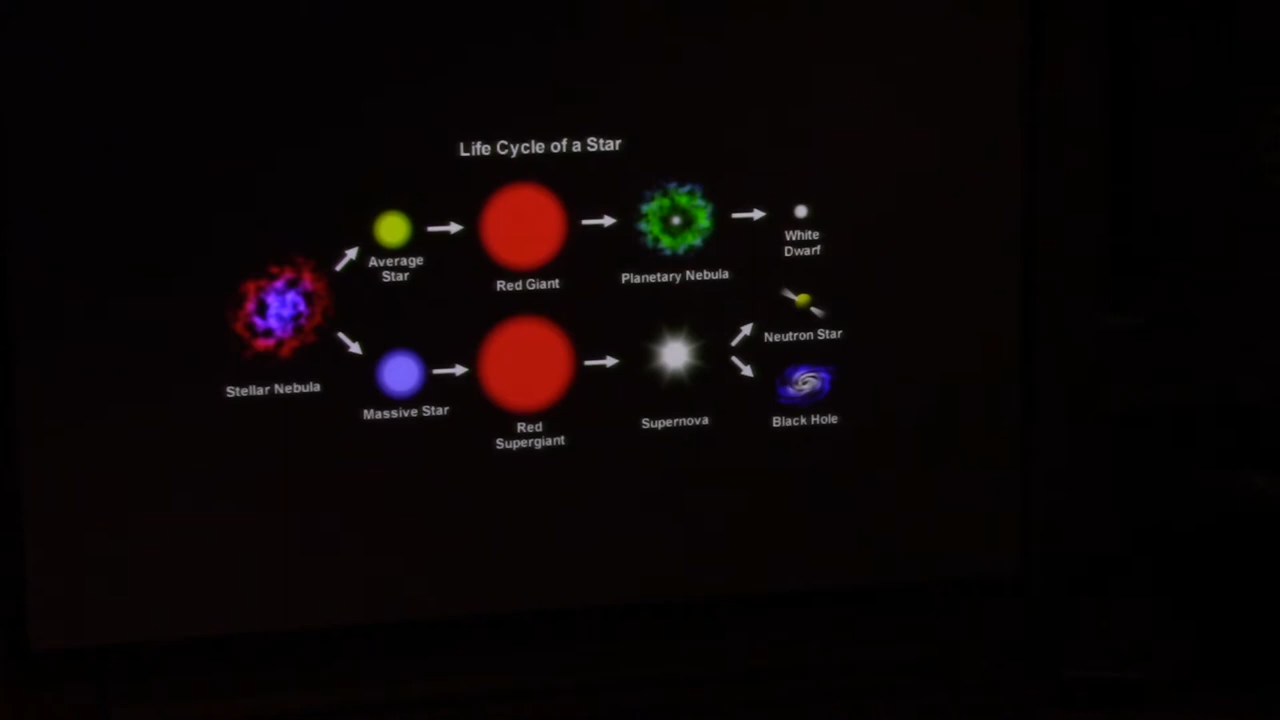 Life Cycle of a Star
Average
Star
Red Giant
Planetary Nebula
White
Dwarf
Stellar Nebula
Massive Star
Red
Supergiant
Supernova
Neutron Star
Black Hole